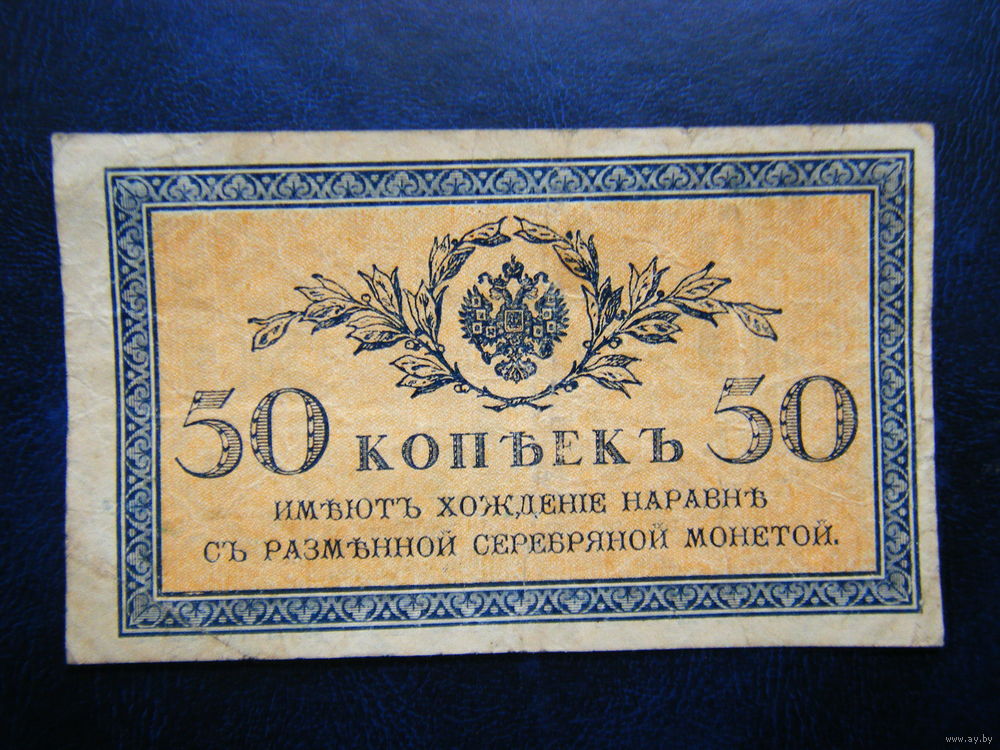 50 КОПѢЕКЪ 50
ИМѢЮТЪ ХОЖДЕНІЕ НАРАВНѢ
СЪ РАЗМѢННОЙ СЕРЕБРЯНОЙ МОНЕТОЙ.
www.ay.by